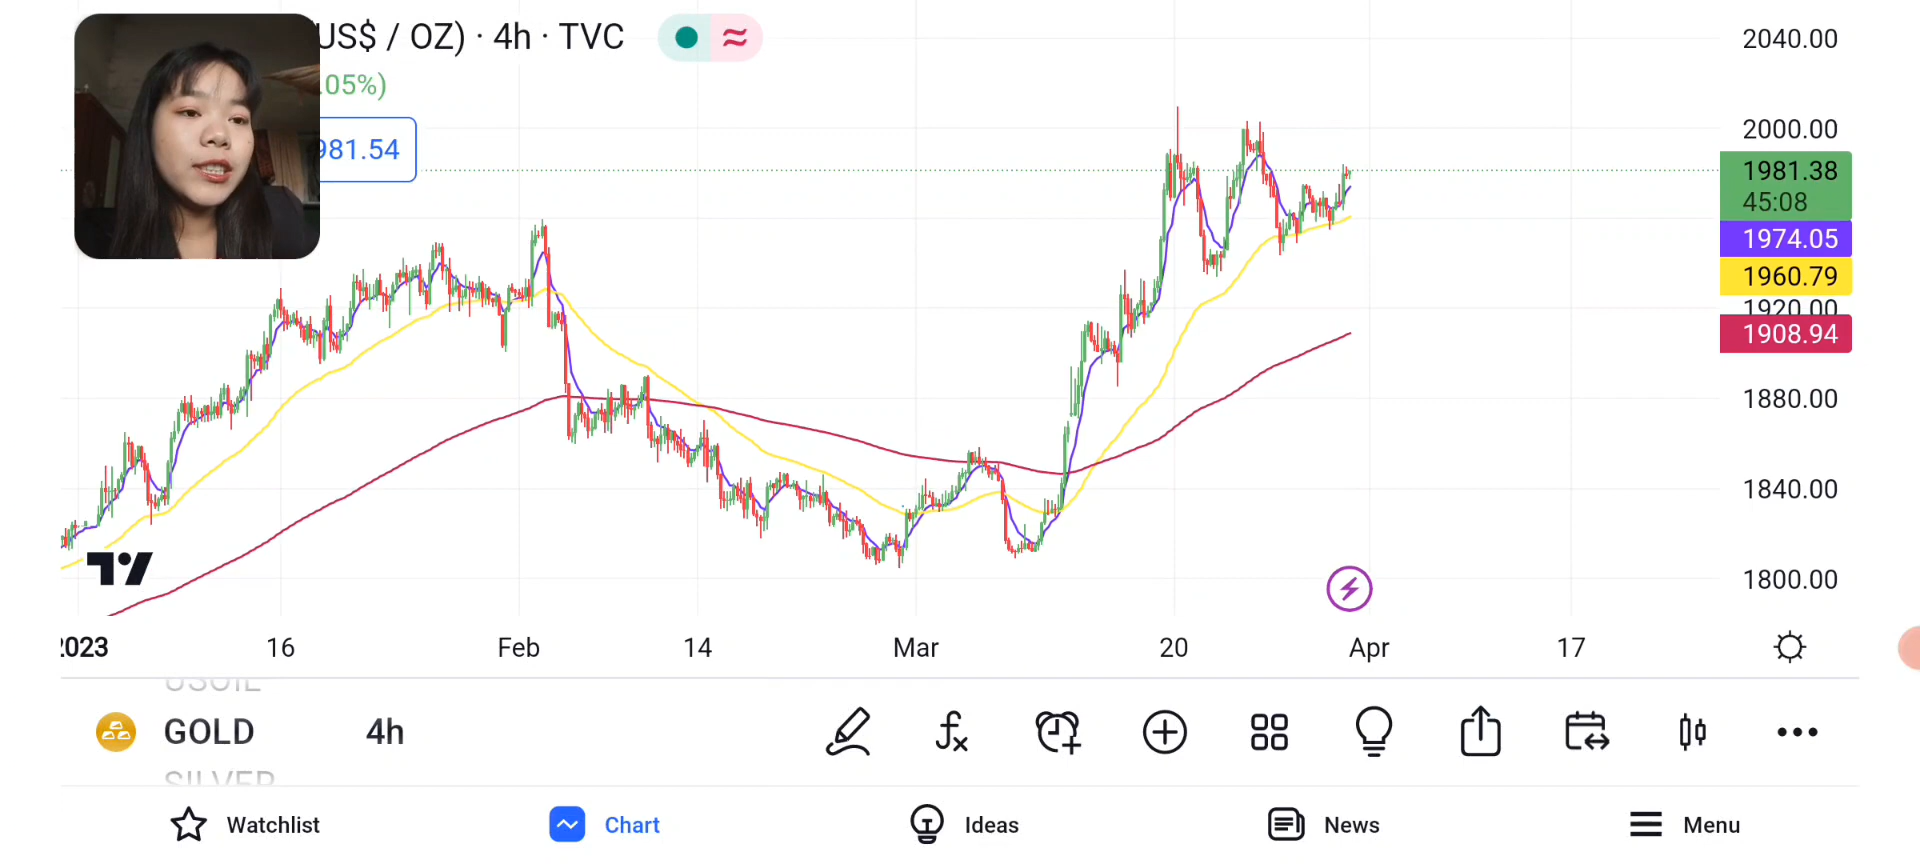 US$ / OZ) · 4h · TVC
.05%)
981.54
2040.00
2000.00
1981.38
45:08
1974.05
1960.79
1920.00
1908.94
1880.00
1840.00
1800.00
2023 16 Feb 14 Mar 20 Apr 17
USOIL
GOLD 4h
SILVER
Watchlist Chart Ideas News Menu